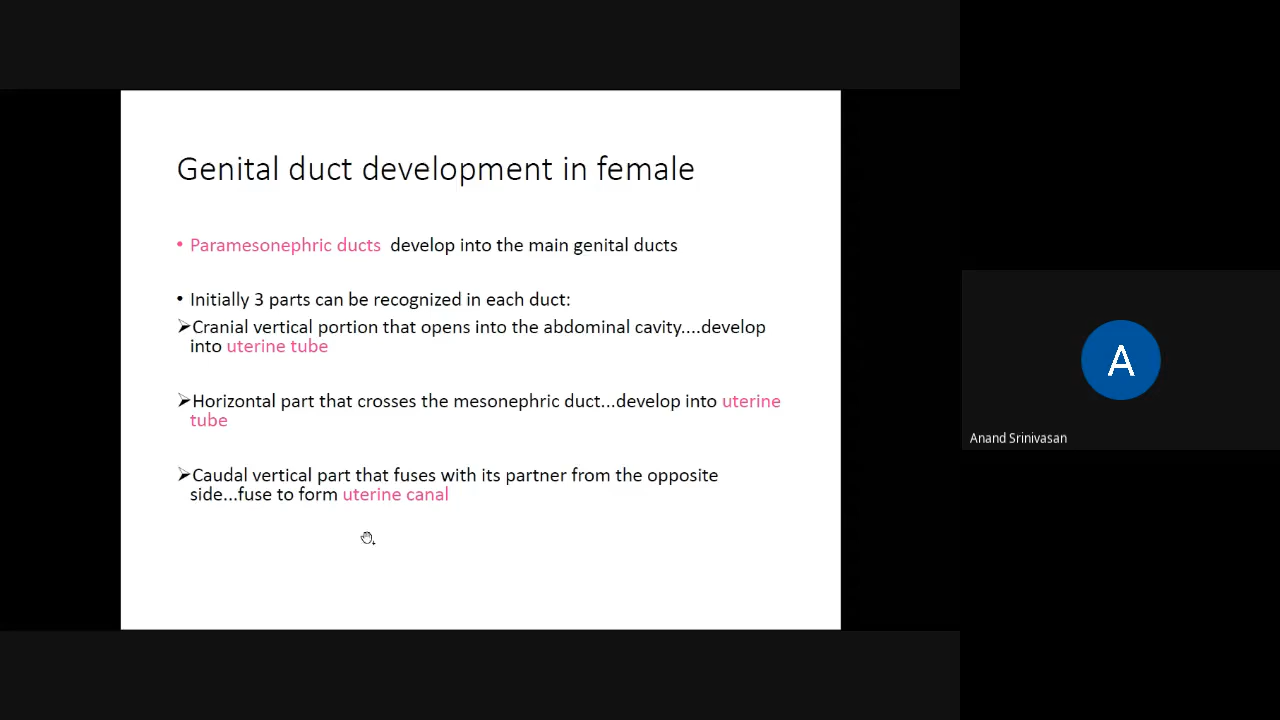 Genital duct development in female
• Paramesonephric ducts develop into the main genital ducts
• Initially 3 parts can be recognized in each duct:
➢Cranial vertical portion that opens into the abdominal cavity....develop
into uterine tube
➢Horizontal part that crosses the mesonephric duct...develop into uterine
tube
➢Caudal vertical part that fuses with its partner from the opposite
side...fuse to form uterine canal
A
Anand Srinivasan